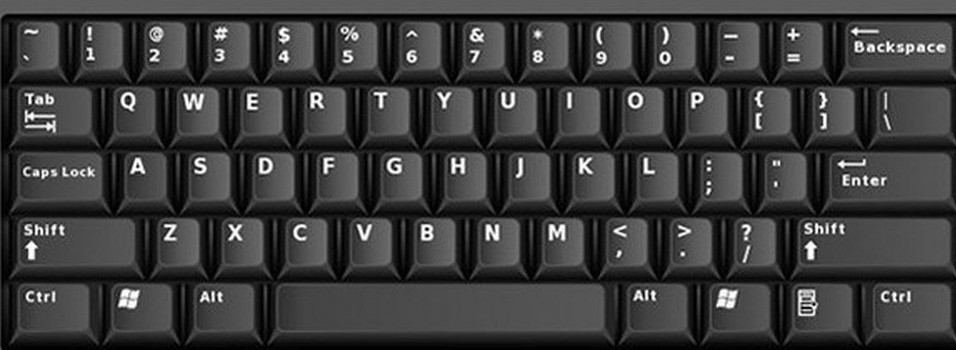 ~ ! @ # $ % ^ & * ( ) — +
` 1 2 3 4 5 6 7 8 9 0 - = Backspace
Tab Q W E R T Y U I O P { } |
[ ] \
Caps Lock A S D F G H J K L : " Enter
; '
Shift Z X C V B N M < > ? Shift
, . /
Ctrl Alt Alt Ctrl